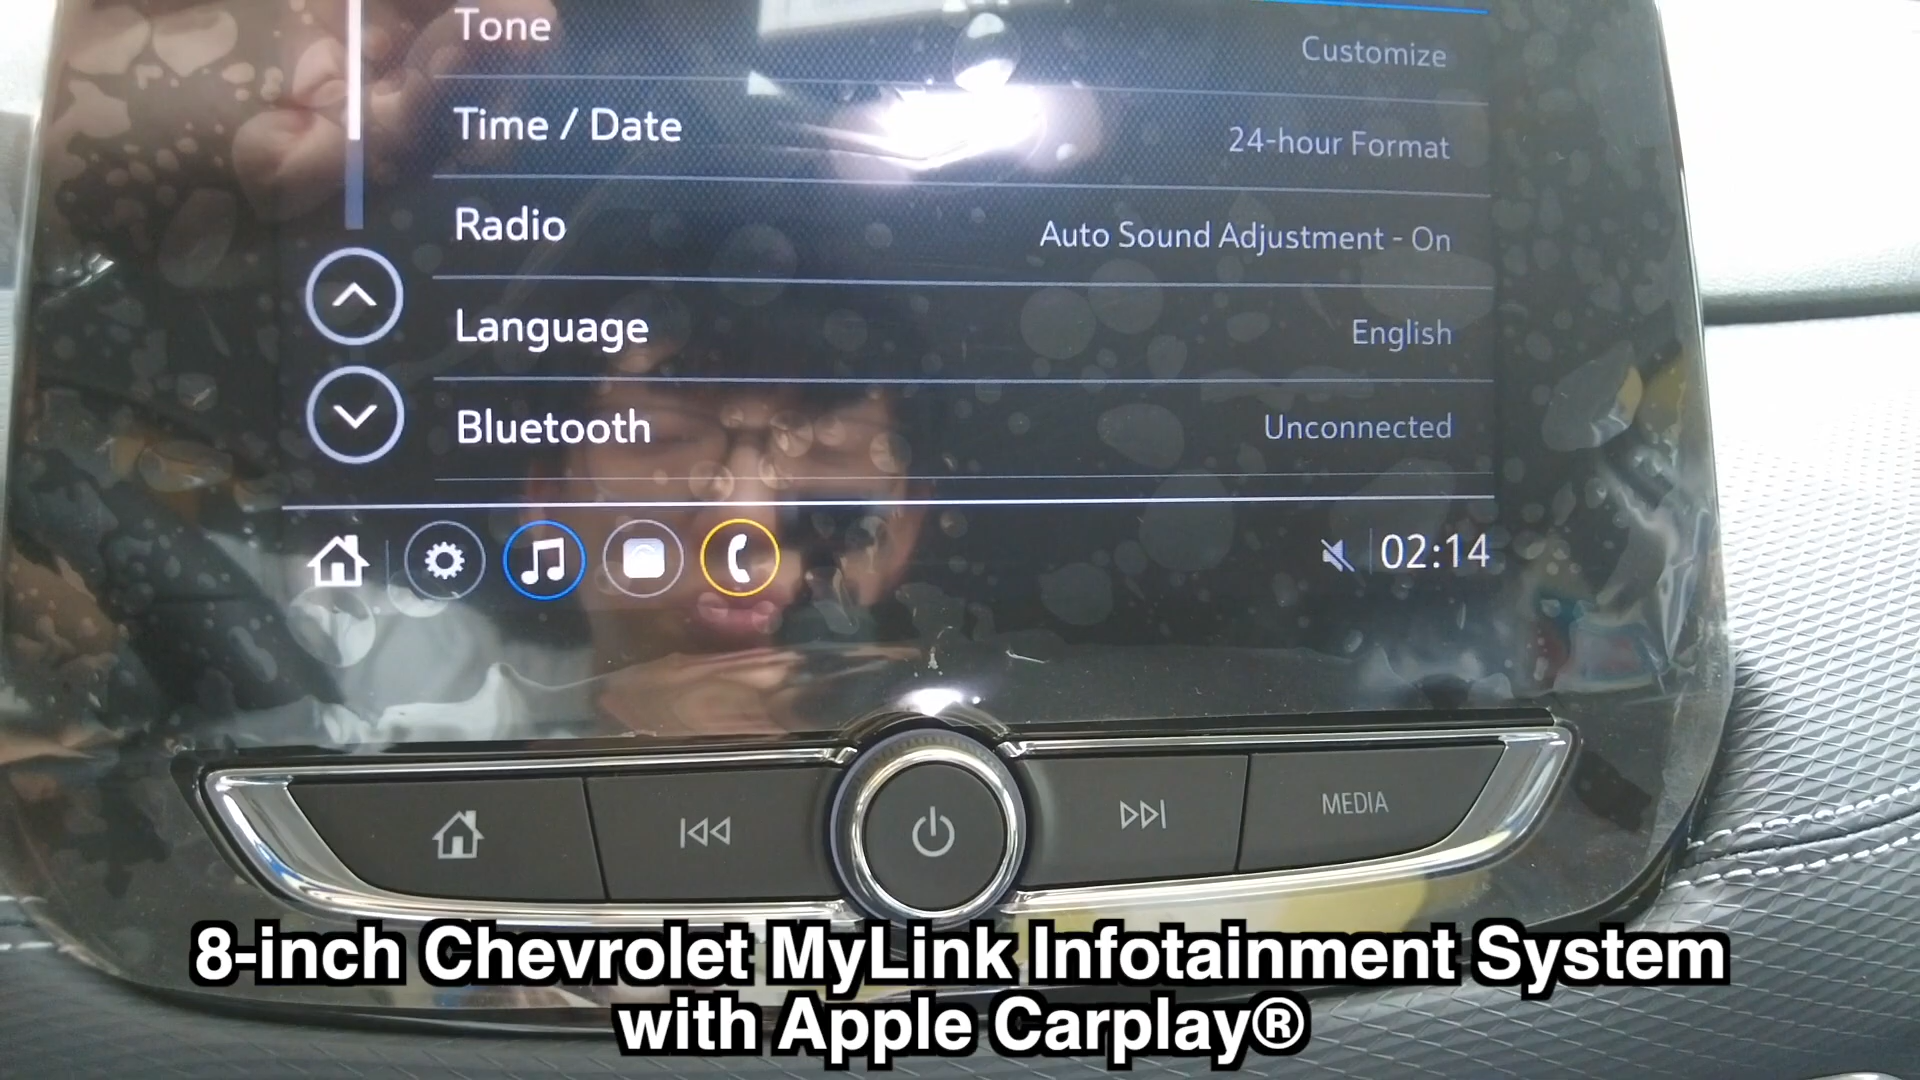 Tone
Customize
Time / Date
24-hour Format
Radio
Auto Sound Adjustment - On
Language
English
Bluetooth
Unconnected
02:14
MEDIA
8-inch Chevrolet MyLink Infotainment System
with Apple Carplay®